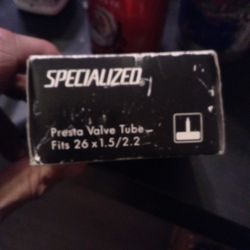 SPECIALIZED
Presta Valve Tube
Fits 26 x 1.5/2.2